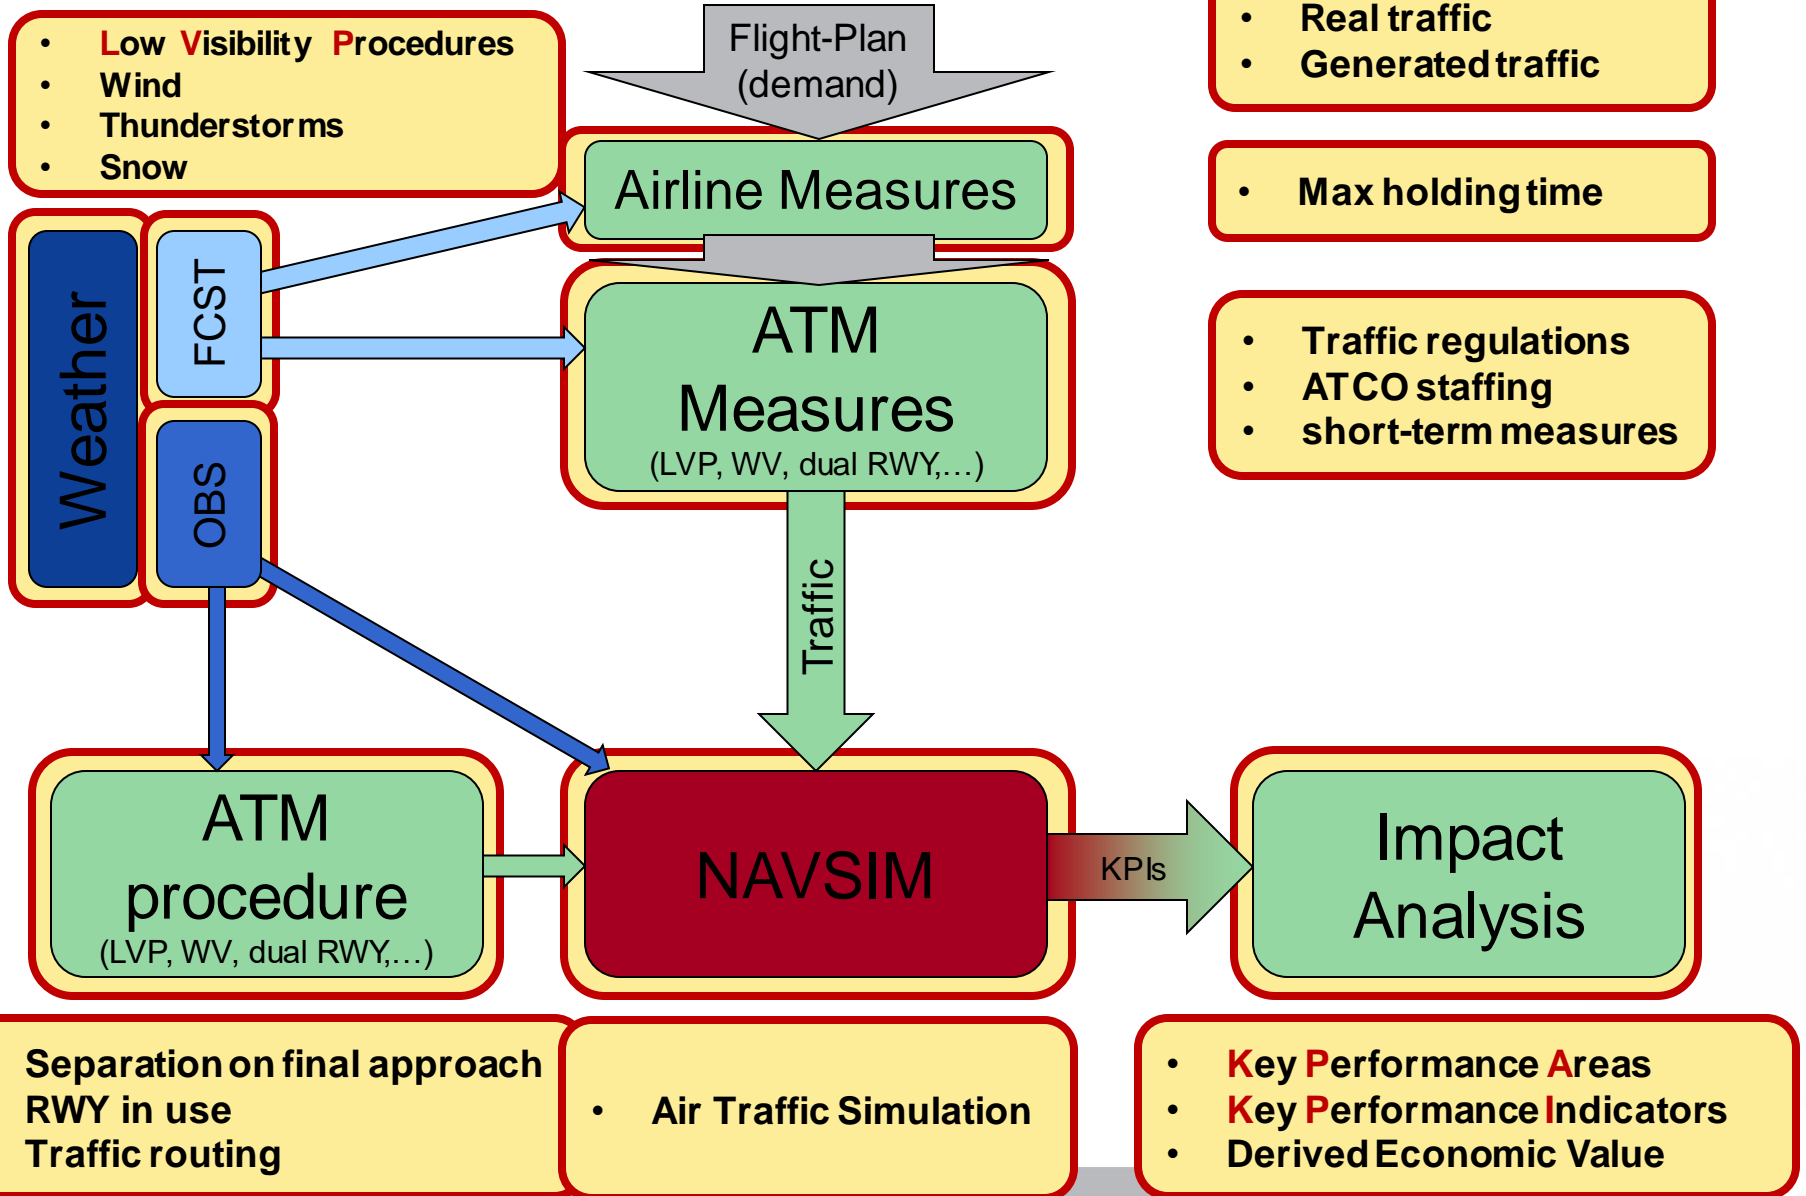 • Low Visibility Procedures
• Wind
• Thunderstorms
• Snow
Flight-Plan
(demand)
• Real traffic
• Generated traffic
Airline Measures
• Max holding time
Weather
FCST
OBS
ATM
Measures
(LVP, WV, dual RWY,…)
• Traffic regulations
• ATCO staffing
• short-term measures
Traffic
ATM
procedure
(LVP, WV, dual RWY,…)
NAVSIM
KPIs
Impact
Analysis
Separation on final approach
RWY in use
Traffic routing
• Air Traffic Simulation
• Key Performance Areas
• Key Performance Indicators
• Derived Economic Value